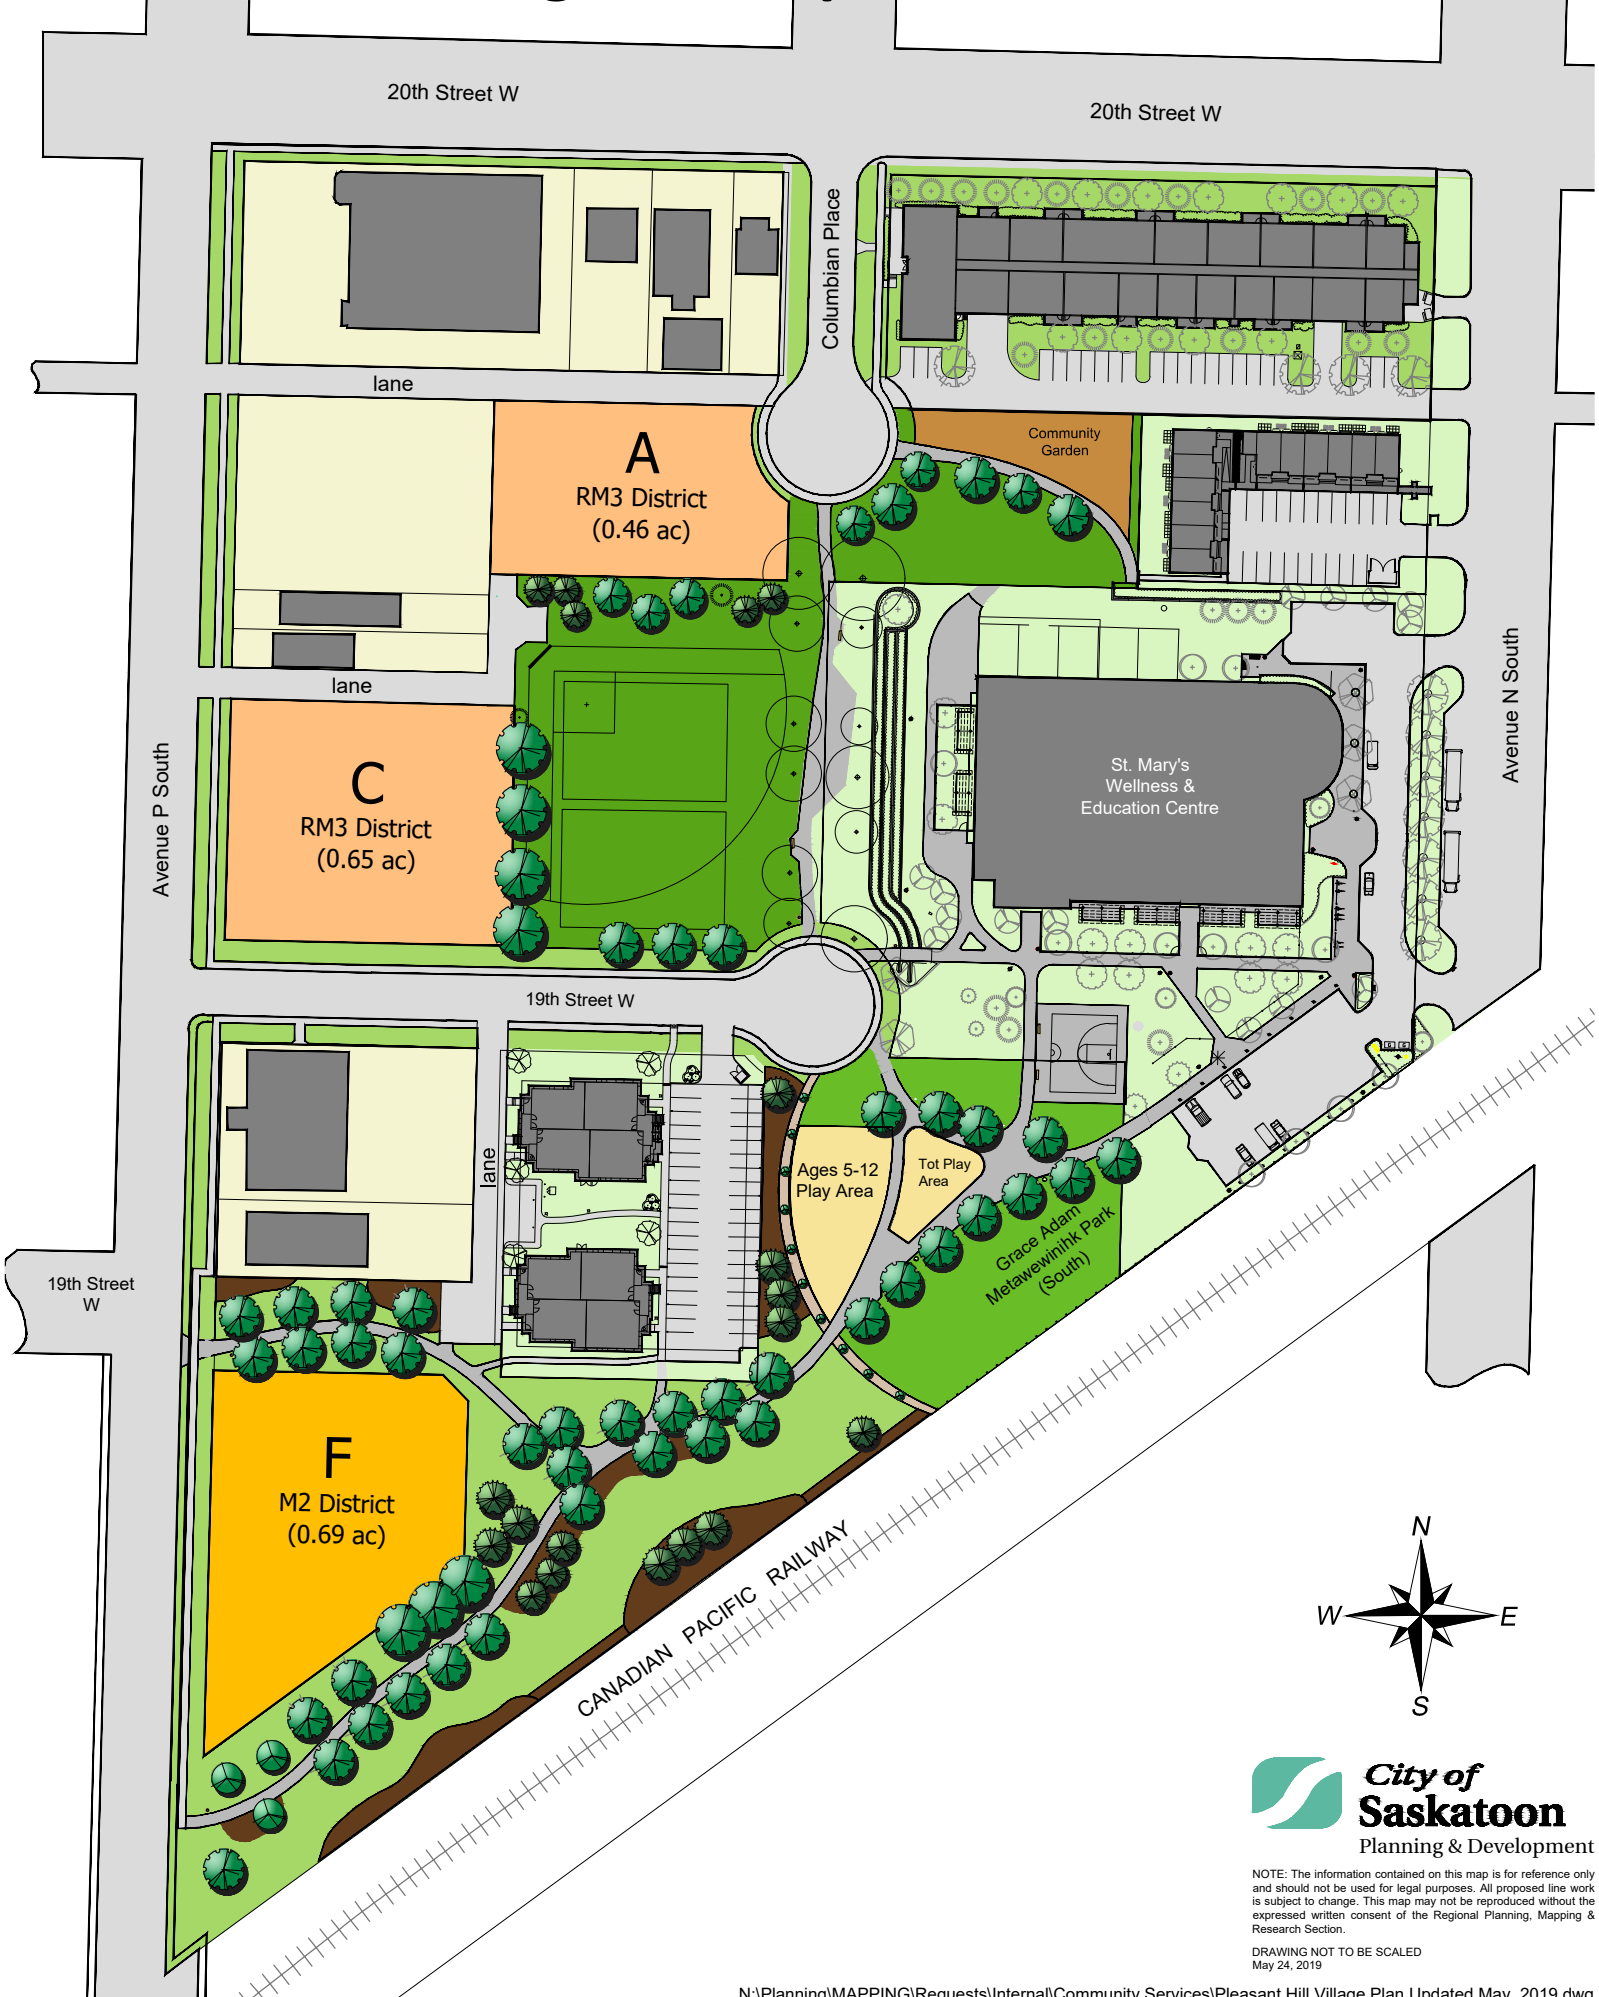 20th Street W
20th Street W
Columbian Place
lane
A
RM3 District
(0.46 ac)
Community
Garden
lane
C
RM3 District
(0.65 ac)
Avenue P South
Avenue N South
St. Mary's
Wellness &
Education Centre
19th Street W
lane
Ages 5-12
Play Area
Tot Play
Area
Grace Adam
Metawewinihk Park
(South)
19th Street
W
F
M2 District
(0.69 ac)
CANADIAN PACIFIC RAILWAY
N
W
E
S
City of
Saskatoon
Planning & Development
NOTE: The information contained on this map is for reference only
and should not be used for legal purposes. All proposed line work
is subject to change. This map may not be reproduced without the
expressed written consent of the Regional Planning, Mapping &
Research Section.
DRAWING NOT TO BE SCALED
May 24, 2019
N:\Planning\MAPPING\Requests\Internal\Community Services\Pleasant Hill Village Plan Updated May_2019.dwg